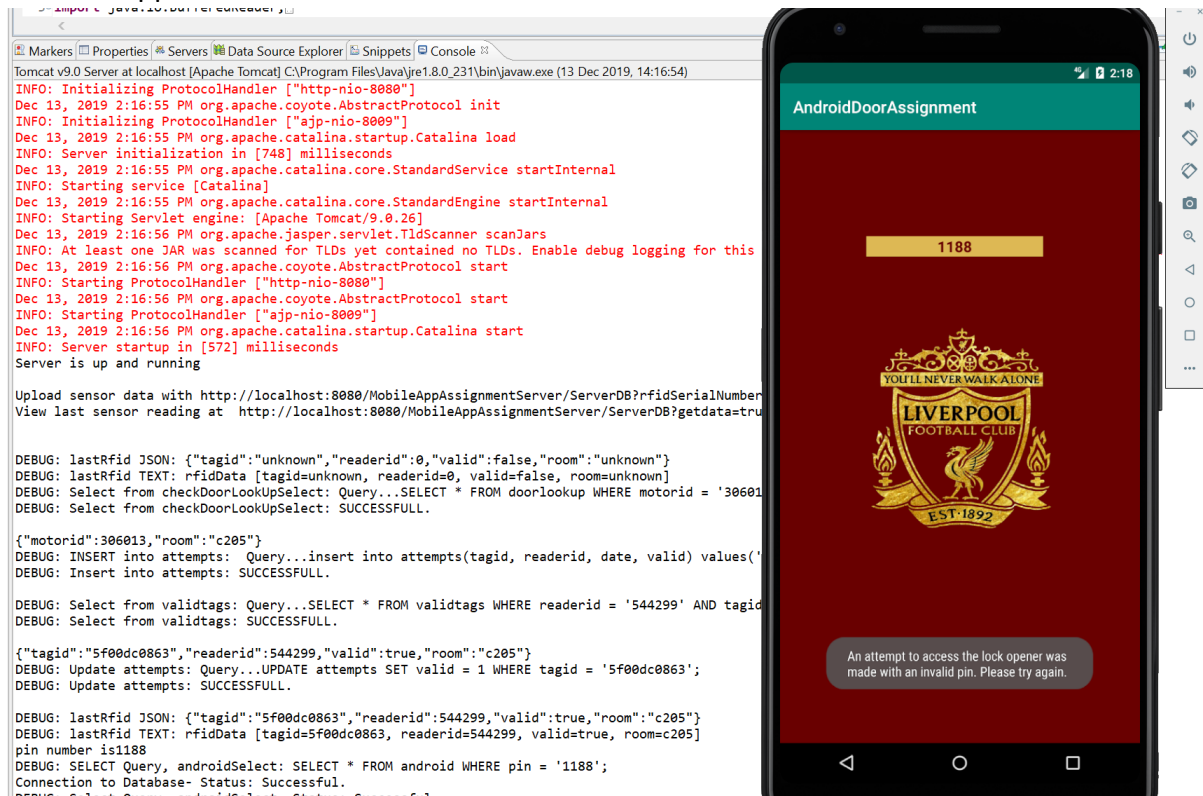 import java.io.BufferedReader;
Markers Properties Servers Data Source Explorer Snippets Console
Tomcat v9.0 Server at localhost [Apache Tomcat] C:\Program Files\Java\jre1.8.0_231\bin\javaw.exe (13 Dec 2019, 14:16:54)
INFO: Initializing ProtocolHandler ["http-nio-8080"]
Dec 13, 2019 2:16:55 PM org.apache.coyote.AbstractProtocol init
INFO: Initializing ProtocolHandler ["ajp-nio-8009"]
Dec 13, 2019 2:16:55 PM org.apache.catalina.startup.Catalina load
INFO: Server initialization in [748] milliseconds
Dec 13, 2019 2:16:55 PM org.apache.catalina.core.StandardService startInternal
INFO: Starting service [Catalina]
Dec 13, 2019 2:16:55 PM org.apache.catalina.core.StandardEngine startInternal
INFO: Starting Servlet engine: [Apache Tomcat/9.0.26]
Dec 13, 2019 2:16:56 PM org.apache.jasper.servlet.TldScanner scanJars
INFO: At least one JAR was scanned for TLDs yet contained no TLDs. Enable debug logging for this
Dec 13, 2019 2:16:56 PM org.apache.coyote.AbstractProtocol start
INFO: Starting ProtocolHandler ["http-nio-8080"]
Dec 13, 2019 2:16:56 PM org.apache.coyote.AbstractProtocol start
INFO: Starting ProtocolHandler ["ajp-nio-8009"]
Dec 13, 2019 2:16:56 PM org.apache.catalina.startup.Catalina start
INFO: Server startup in [572] milliseconds
Server is up and running
Upload sensor data with http://localhost:8080/MobileAppAssignmentServer/ServerDB?rfidSerialNumber
View last sensor reading at  http://localhost:8080/MobileAppAssignmentServer/ServerDB?getdata=tru
DEBUG: lastRfid JSON: {"tagid":"unknown","readerid":0,"valid":false,"room":"unknown"}
DEBUG: lastRfid TEXT: rfidData [tagid=unknown, readerid=0, valid=false, room=unknown]
DEBUG: Select from checkDoorLookUpSelect: Query...SELECT * FROM doorlookup WHERE motorid = '30601
DEBUG: Select from checkDoorLookUpSelect: SUCCESSFULL.
{"motorid":306013,"room":"c205"}
DEBUG: INSERT into attempts:  Query...insert into attempts(tagid, readerid, date, valid) values('
DEBUG: Insert into attempts: SUCCESSFULL.
DEBUG: Select from validtags: Query...SELECT * FROM validtags WHERE readerid = '544299' AND tagid
DEBUG: Select from validtags: SUCCESSFULL.
{"tagid":"5f00dc0863","readerid":544299,"valid":true,"room":"c205"}
DEBUG: Update attempts: Query...UPDATE attempts SET valid = 1 WHERE tagid = '5f00dc0863';
DEBUG: Update attempts: SUCCESSFULL.
DEBUG: lastRfid JSON: {"tagid":"5f00dc0863","readerid":544299,"valid":true,"room":"c205"}
DEBUG: lastRfid TEXT: rfidData [tagid=5f00dc0863, readerid=544299, valid=true, room=c205]
pin number is1188
DEBUG: SELECT Query, androidSelect: SELECT * FROM android WHERE pin = '1188';
Connection to Database- Status: Successful.
4G 2:18
AndroidDoorAssignment
1188
YOU'LL NEVER WALK ALONE
LIVERPOOL
FOOTBALL CLUB
EST·1892
An attempt to access the lock opener was
made with an invalid pin. Please try again.